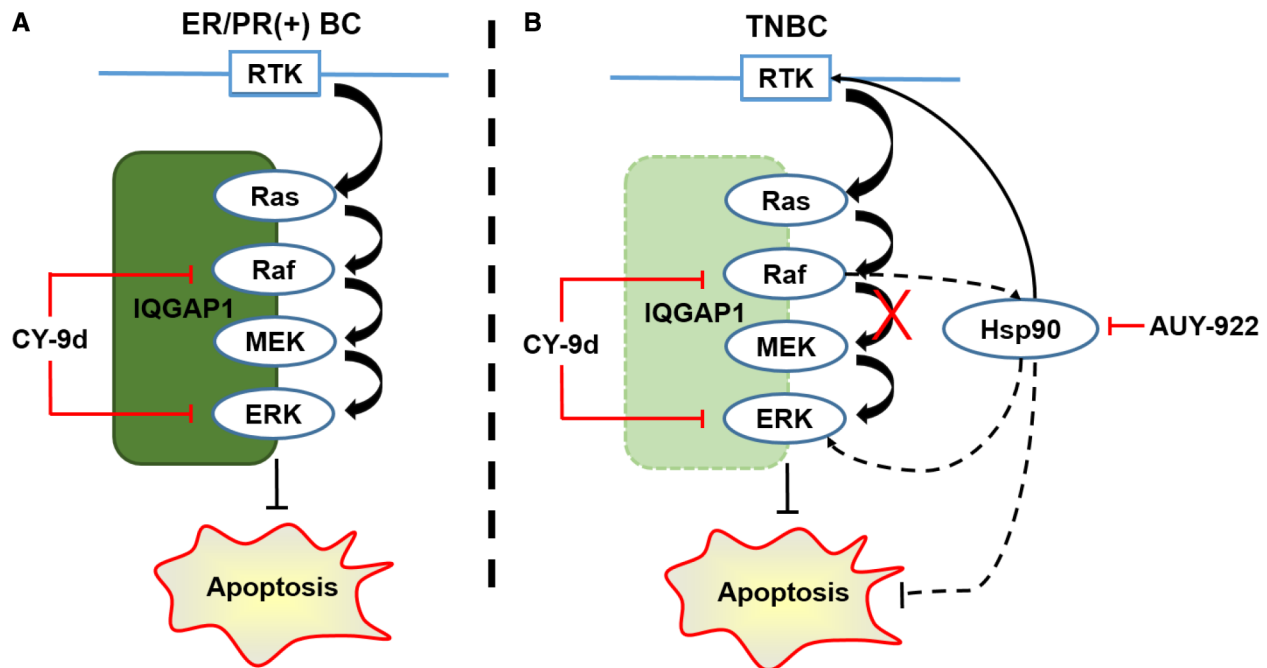 A
ER/PR(+) BC
RTK
Ras
Raf
IQGAP1
MEK
CY-9d
ERK
Apoptosis
B
TNBC
RTK
Ras
Raf
IQGAP1
MEK
CY-9d
ERK
Hsp90
AUY-922
X
Apoptosis